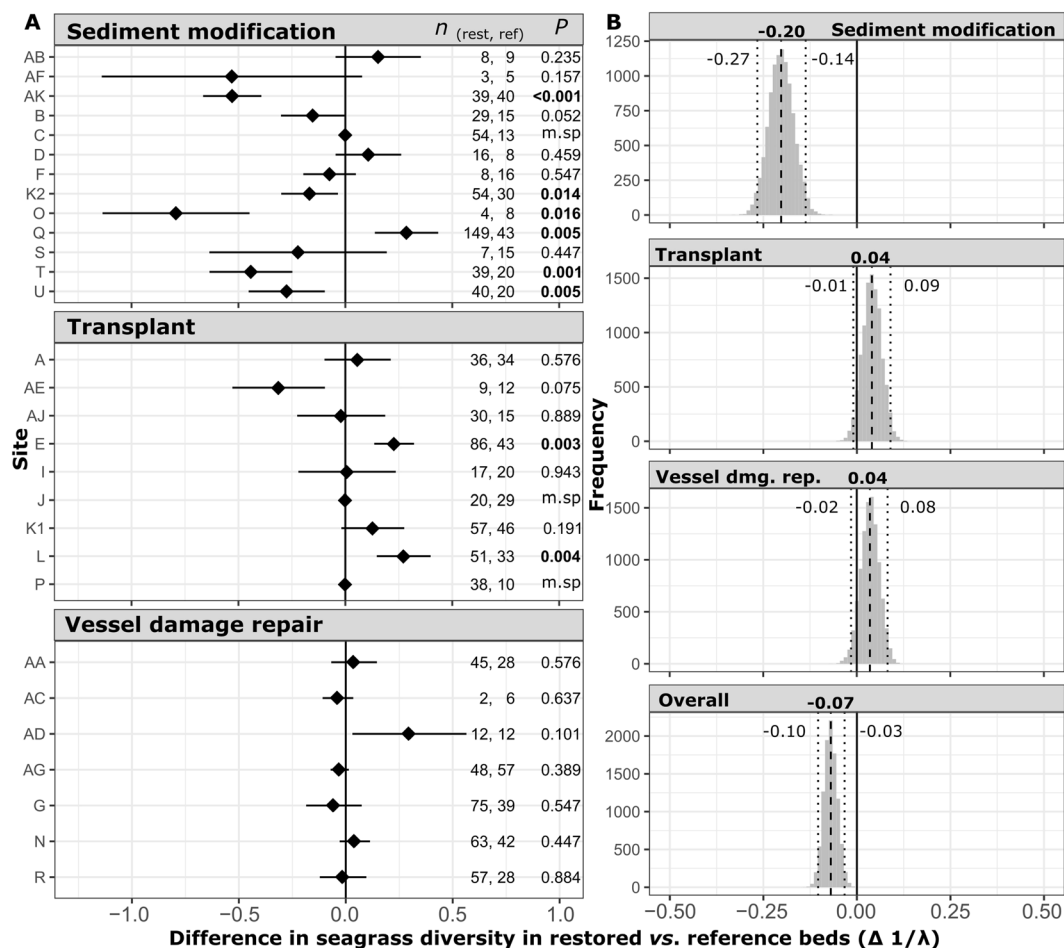 A
Sediment modification n (rest, ref) P
AB 8, 9 0.235
AF 3, 5 0.157
AK 39, 40 <0.001
B 29, 15 0.052
C 54, 13 m.sp
D 16, 8 0.459
F 8, 16 0.547
K2 54, 30 0.014
O 4, 8 0.016
Q 149, 43 0.005
S 7, 15 0.447
T 39, 20 0.001
U 40, 20 0.005
Transplant
A 36, 34 0.576
AE 9, 12 0.075
AJ 30, 15 0.889
E 86, 43 0.003
I 17, 20 0.943
J 20, 29 m.sp
K1 57, 46 0.191
L 51, 33 0.004
P 38, 10 m.sp
Vessel damage repair
AA 45, 28 0.576
AC 2, 6 0.637
AD 12, 12 0.101
AG 48, 57 0.389
G 75, 39 0.547
N 63, 42 0.447
R 57, 28 0.884
−1.0 −0.5 0.0 0.5 1.0
Site
B
-0.20 Sediment modification
-0.27 -0.14
1250
1000
750
500
250
0
Transplant 0.04
-0.01 0.09
1500
1000
500
0
Vessel dmg. rep. 0.04
-0.02 0.08
1500
1000
500
0
Overall -0.07
-0.10 -0.03
2000
1500
1000
500
0
−0.50 −0.25 0.00 0.25 0.50
Frequency
Difference in seagrass diversity in restored vs. reference beds (Δ 1/λ)